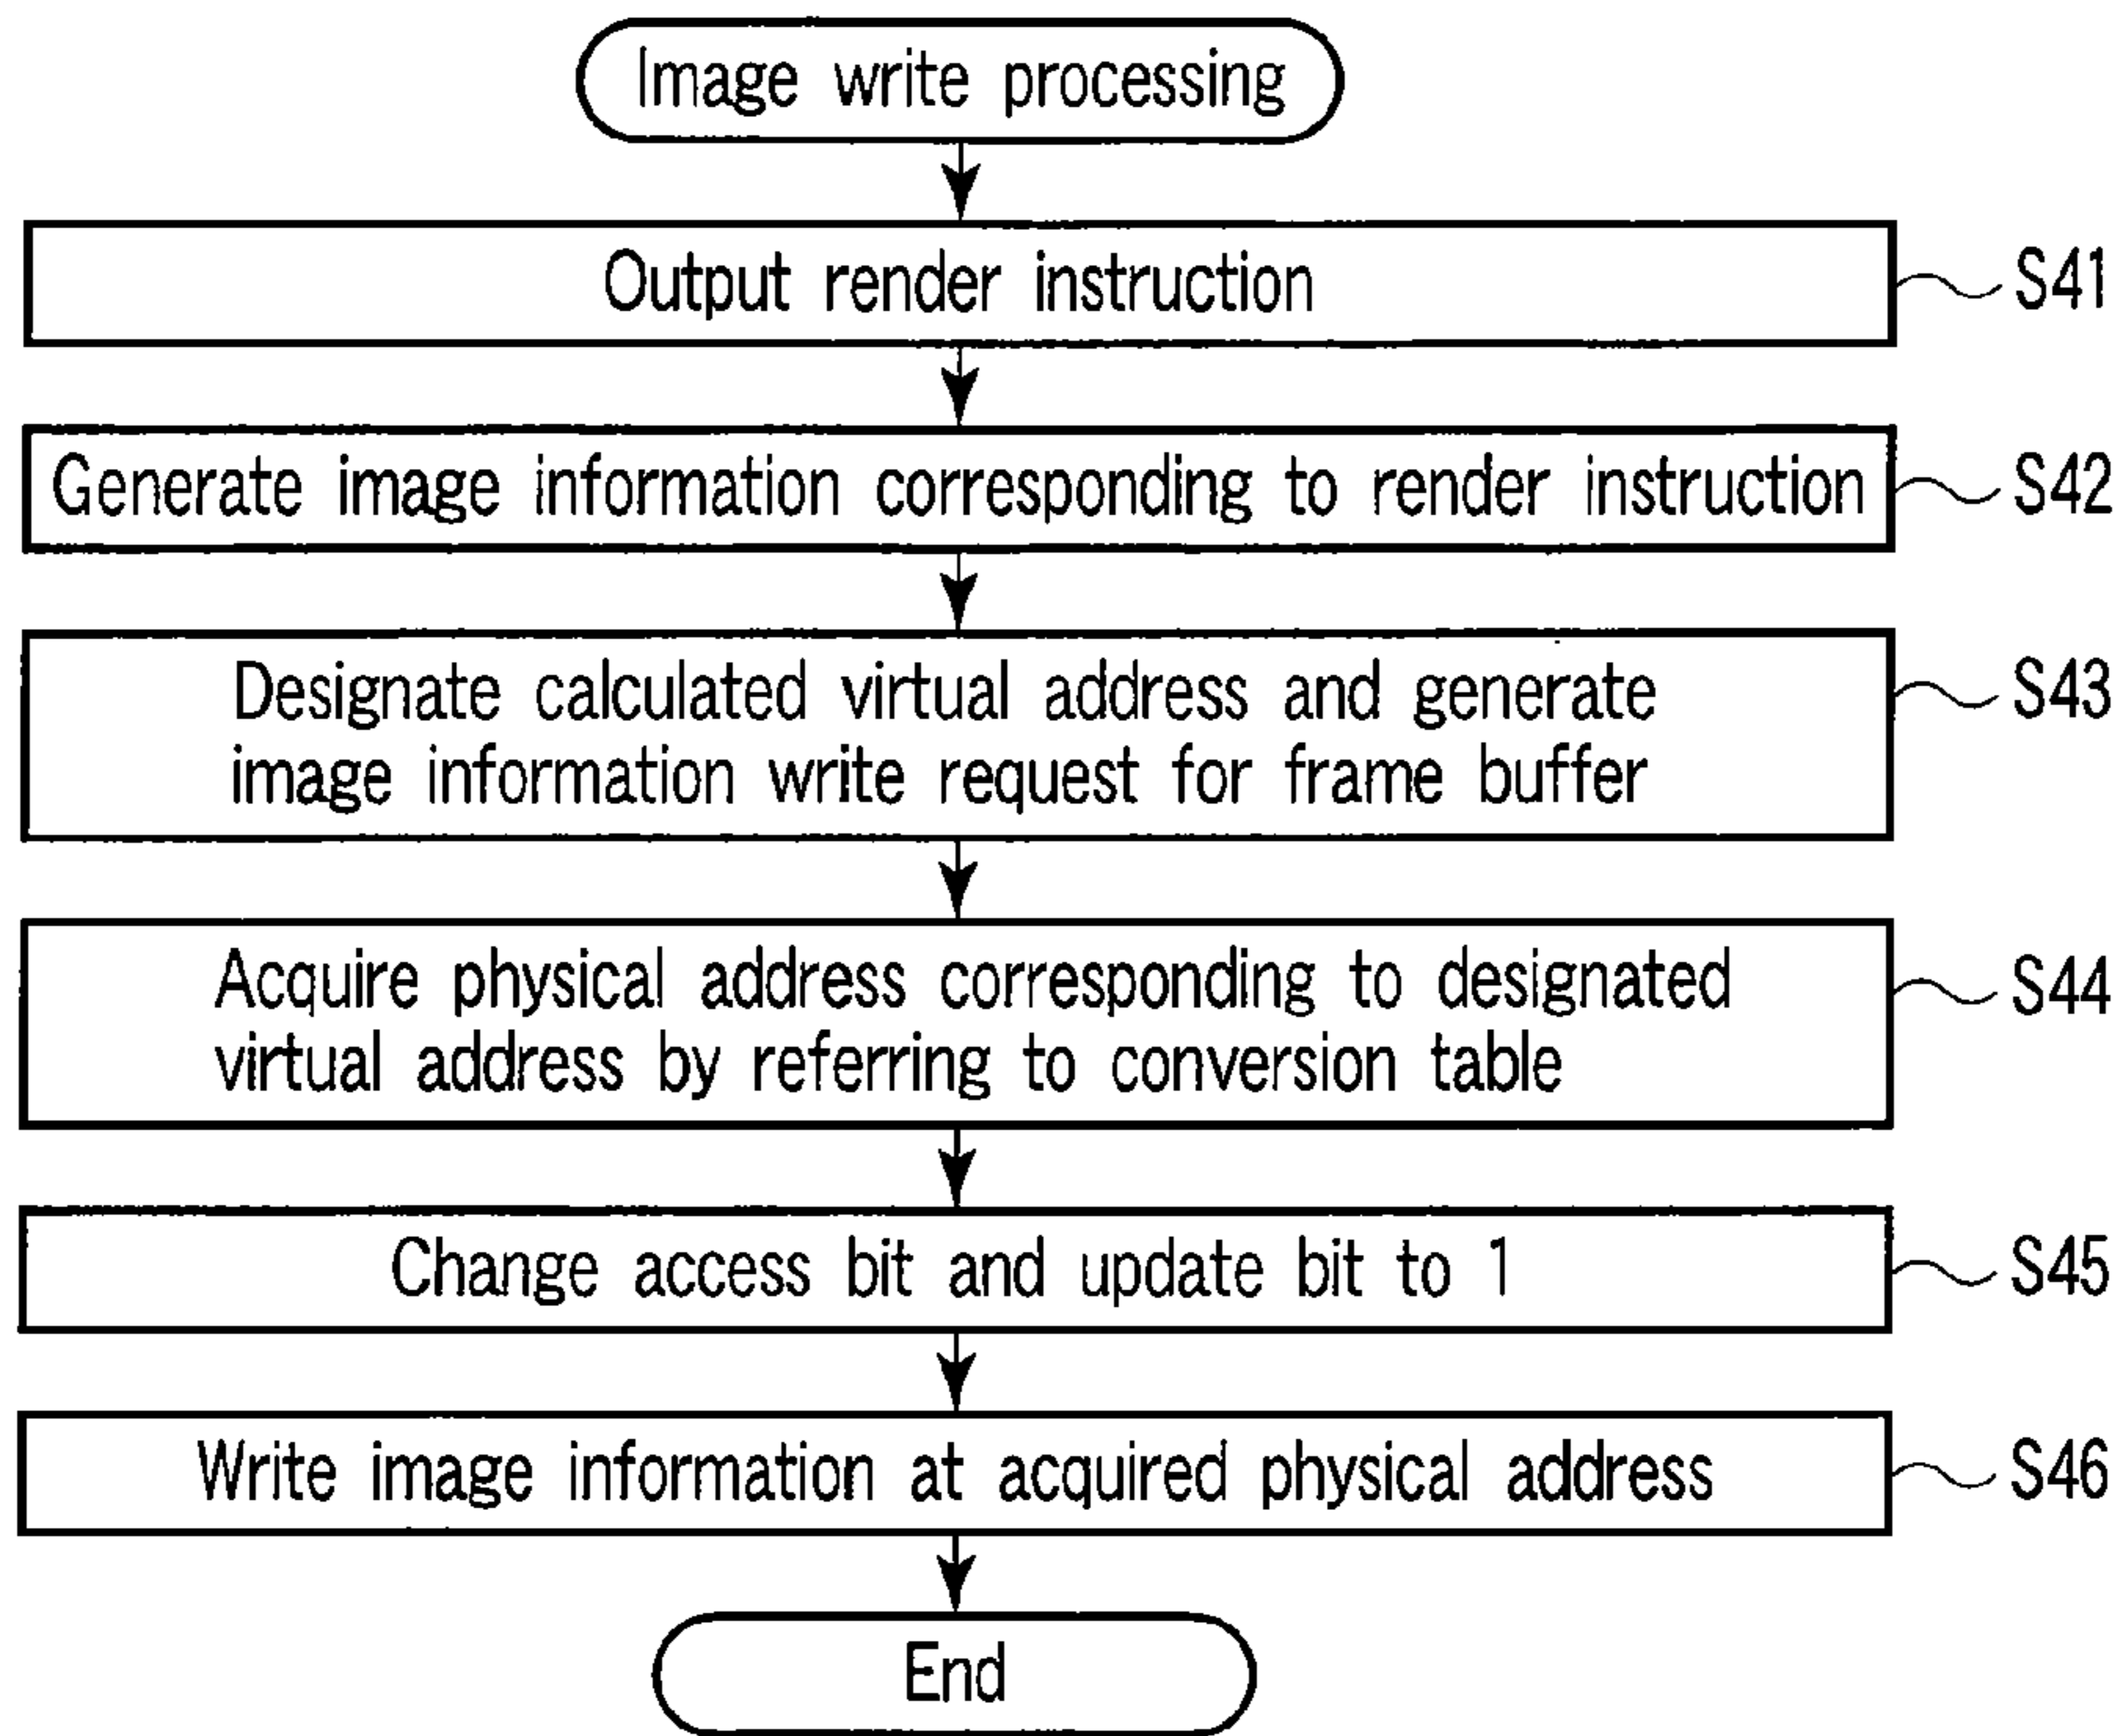 Image write processing
Output render instruction
S41
Generate image information corresponding to render instruction
S42
Designate calculated virtual address and generate
image information write request for frame buffer
S43
Acquire physical address corresponding to designated
virtual address by referring to conversion table
S44
Change access bit and update bit to 1
S45
Write image information at acquired physical address
S46
End